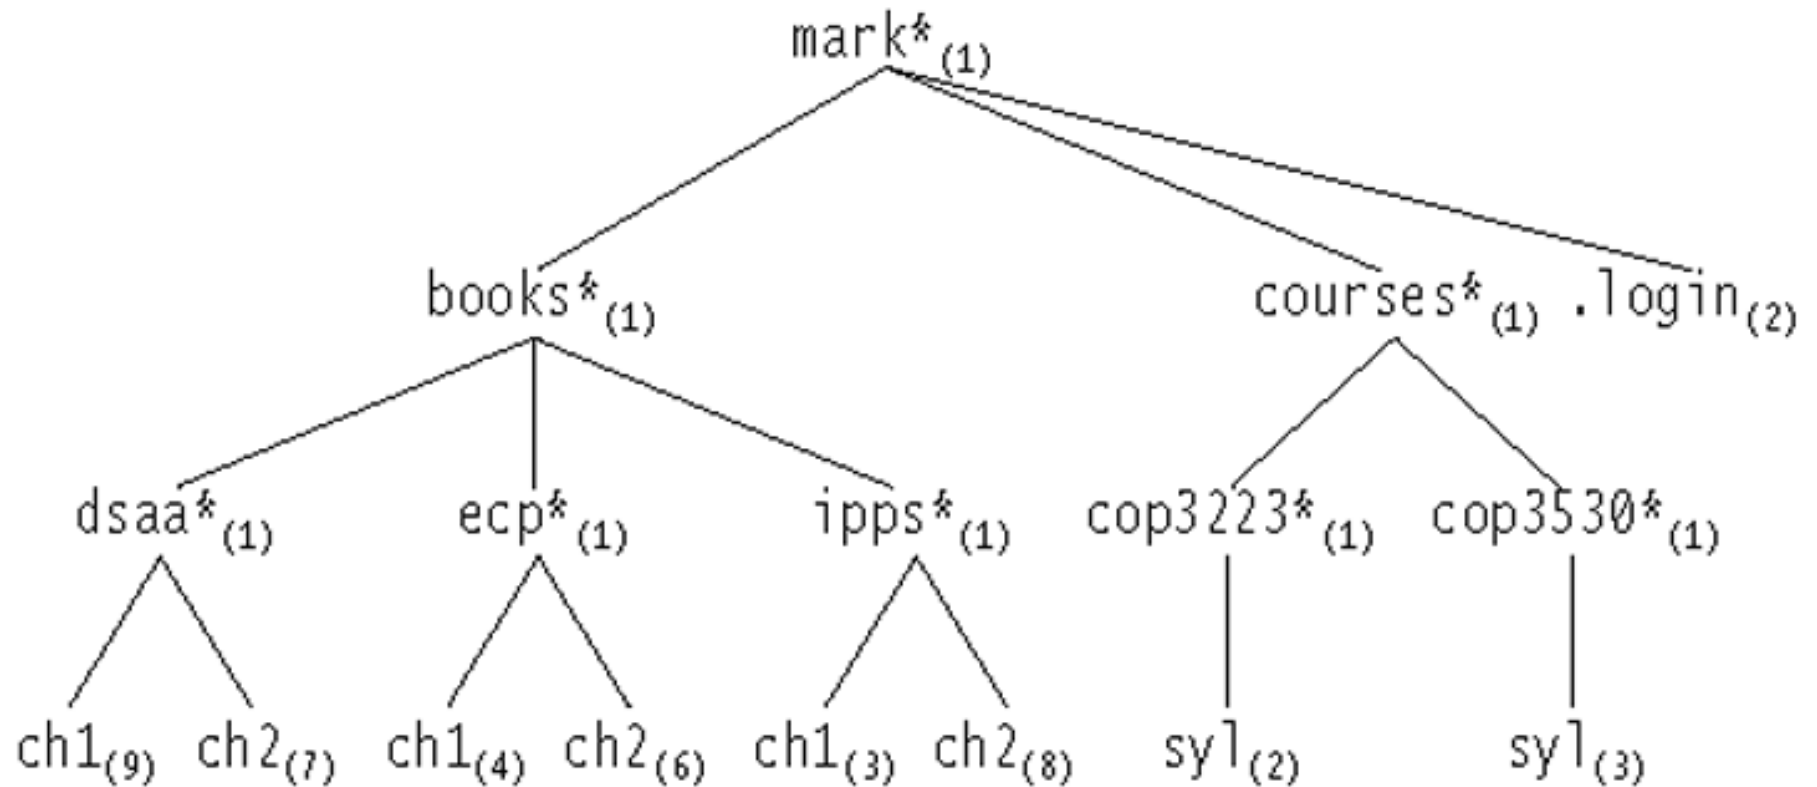 mark*(1)
books*(1) courses*(1) .login(2)
dsaa*(1) ecp*(1) ipps*(1) cop3223*(1) cop3530*(1)
ch1(9) ch2(7) ch1(4) ch2(6) ch1(3) ch2(8) syl(2) syl(3)